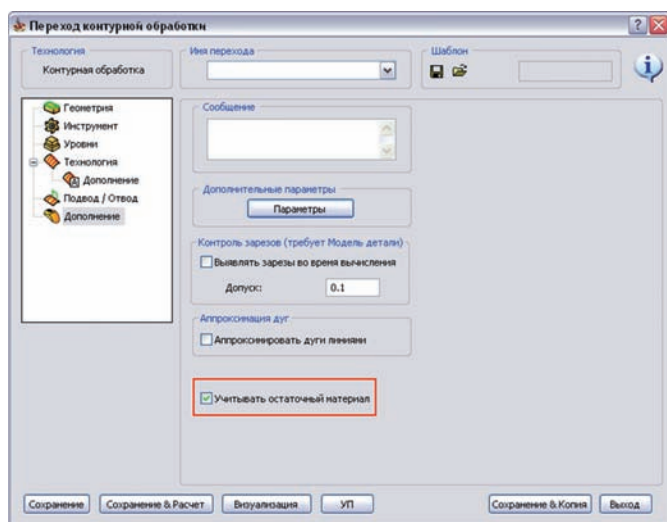 Переход контурной обработки
Технология
Контурная обработка
Имя перехода
Шаблон
Геометрия
Инструмент
Уровни
Технология
Дополнение
Подвод / Отвод
Дополнение
Сообщение
Дополнительные параметры
Параметры
Контроль зарезов (требует Модель детали)
Выявлять зарезы во время вычисления
Допуск: 0.1
Аппроксимация дуг
Аппроксимировать дуги линиями
Учитывать остаточный материал
Сохранение Сохранение & Расчет Визуализация УП Сохранение & Копия Выход